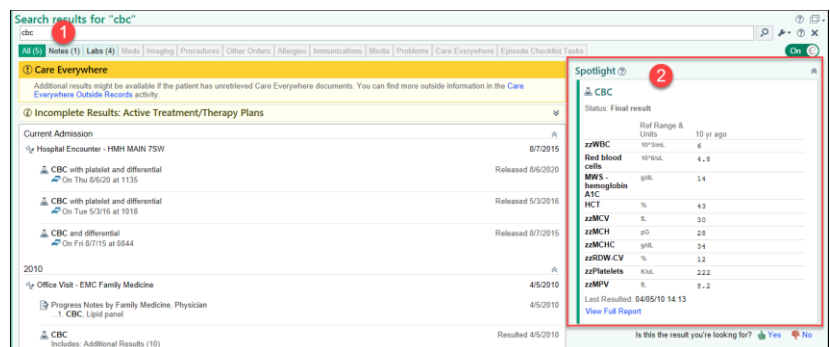 Search results for "cbc"
cbc
1
All (5) Notes (1) Labs (4) Meds Imaging Procedures Other Orders Allergies Immunizations Media Problems Care Everywhere Episode Checklist Tasks
On
Care Everywhere
Additional results might be available if the patient has unretrieved Care Everywhere documents. You can find more outside information in the Care
Everywhere Outside Records activity.
Incomplete Results: Active Treatment/Therapy Plans
Current Admission
Hospital Encounter - HMH MAIN 7SW 8/7/2015
CBC with platelet and differential Released 8/6/2020
On Thu 8/6/20 at 1135
CBC with platelet and differential Released 5/3/2016
On Tue 5/3/16 at 1018
CBC and differential Released 8/7/2015
On Fri 8/7/15 at 0844
2010
Office Visit - EMC Family Medicine 4/5/2010
Progress Notes by Family Medicine, Physician 4/5/2010
...1. CBC, Lipid panel
CBC Resulted 4/5/2010
Includes: Additional Results (10)
Spotlight
2
CBC
Status: Final result
Ref Range &
Units 10 yr ago
zzWBC 10^3/mL 6
Red blood 10^6/uL 4.8
cells
MWS - g/dL 14
hemoglobin
A1C
HCT % 43
zzMCV fL 30
zzMCH pG 28
zzMCHC g/dL 34
zzRDW-CV % 12
zzPlatelets K/uL 222
zzMPV fL 8.2
Last Resulted: 04/05/10 14:13
View Full Report
Is this the result you're looking for? Yes No